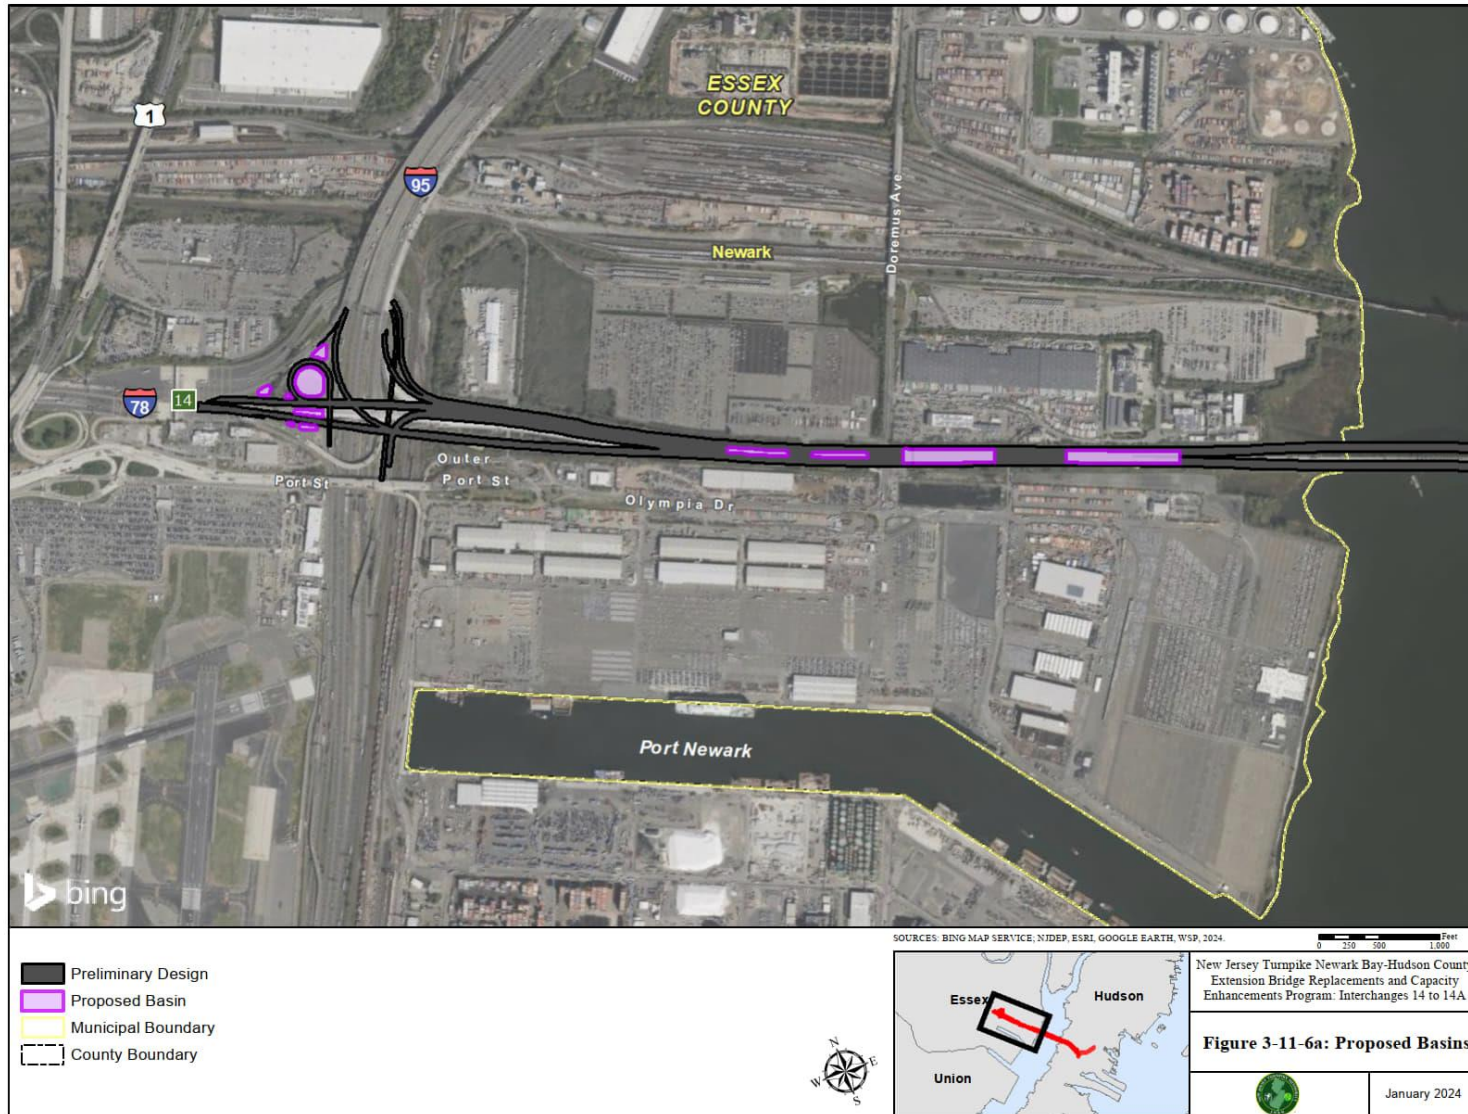 ESSEX
COUNTY
1
95
Doremus Ave
Newark
78
14
Outer
Port St
Port St
Olympia Dr
Port Newark
bing
SOURCES: BING MAP SERVICE; NJDEP, ESRI, GOOGLE EARTH, WSP, 2024.
Feet
0 250 500 1,000
Preliminary Design
Proposed Basin
Municipal Boundary
County Boundary
N
W E
S
Essex
Hudson
Union
New Jersey Turnpike Newark Bay-Hudson County
Extension Bridge Replacements and Capacity
Enhancements Program: Interchanges 14 to 14A
Figure 3-11-6a: Proposed Basins
January 2024